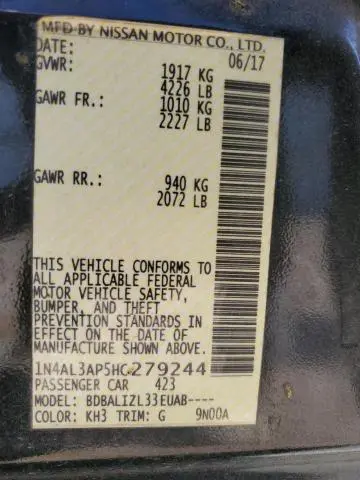 MFD BY NISSAN MOTOR CO., LTD.
DATE: 06/17
GVWR: 1917 KG
4226 LB
GAWR FR.: 1010 KG
2227 LB
GAWR RR.: 940 KG
2072 LB
THIS VEHICLE CONFORMS TO
ALL APPLICABLE FEDERAL
MOTOR VEHICLE SAFETY,
BUMPER, AND THEFT
PREVENTION STANDARDS IN
EFFECT ON THE DATE OF
MANUFACTURE SHOWN ABOVE.
1N4AL3AP5HC279244
PASSENGER CAR 423
MODEL: BDBALIZL33EUAB----
COLOR: KH3 TRIM: G 9N00A